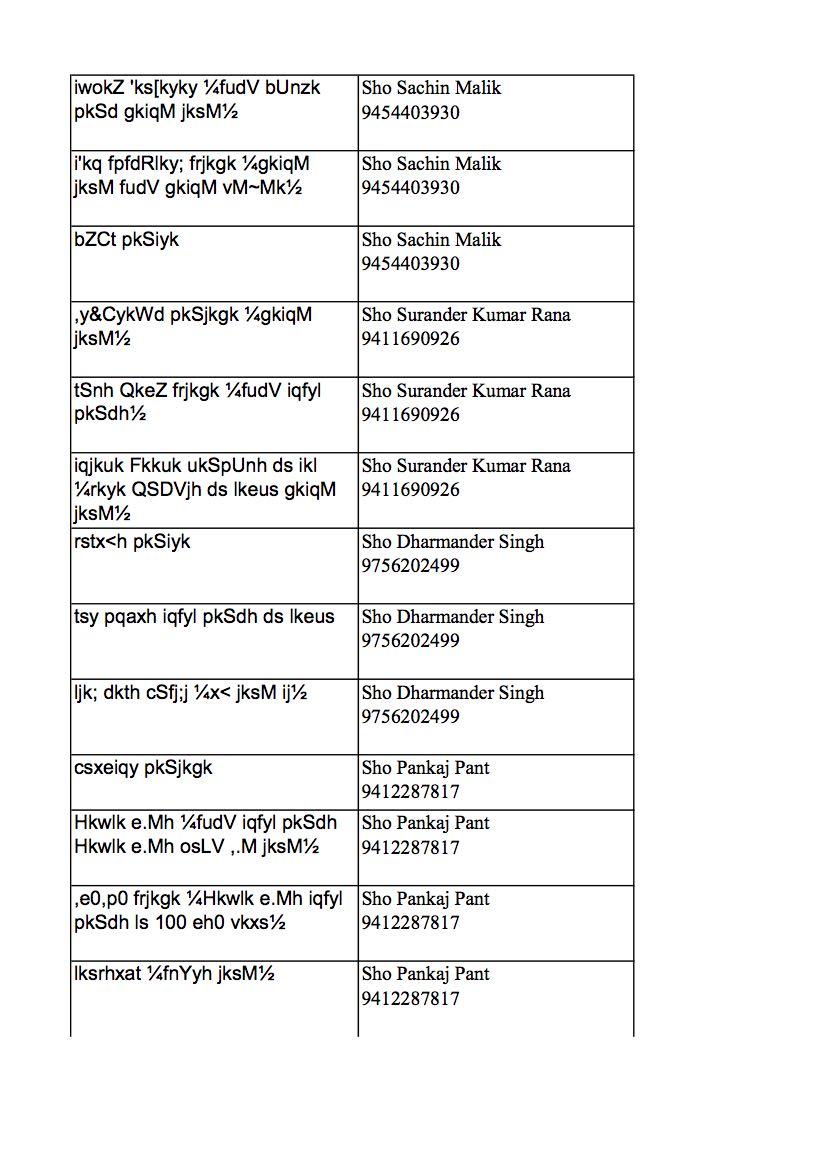 iwokZ 'ks[kyky ¼fudV bUnzk
pkSd gkiqM jksM½
Sho Sachin Malik
9454403930
i'kq fpfdRlky; frjkgk ¼gkiqM
jksM fudV gkiqM vM~Mk½
Sho Sachin Malik
9454403930
bZCt pkSiyk
Sho Sachin Malik
9454403930
,y&CykWd pkSjkgk ¼gkiqM
jksM½
Sho Surander Kumar Rana
9411690926
tSnh QkeZ frjkgk ¼fudV iqfyl
pkSdh½
Sho Surander Kumar Rana
9411690926
iqjkuk Fkkuk ukSpUnh ds ikl
¼rkyk QSDVjh ds lkeus gkiqM
jksM½
Sho Surander Kumar Rana
9411690926
rstx<h pkSiyk
Sho Dharmander Singh
9756202499
tsy pqaxh iqfyl pkSdh ds lkeus
Sho Dharmander Singh
9756202499
ljk; dkth cSfj;j ¼x< jksM ij½
Sho Dharmander Singh
9756202499
csxeiqy pkSjkgk
Sho Pankaj Pant
9412287817
Hkwlk e.Mh ¼fudV iqfyl pkSdh
Hkwlk e.Mh osLV ,.M jksM½
Sho Pankaj Pant
9412287817
,e0,p0 frjkgk ¼Hkwlk e.Mh iqfyl
pkSdh ls 100 eh0 vkxs½
Sho Pankaj Pant
9412287817
lksrhxat ¼fnYyh jksM½
Sho Pankaj Pant
9412287817